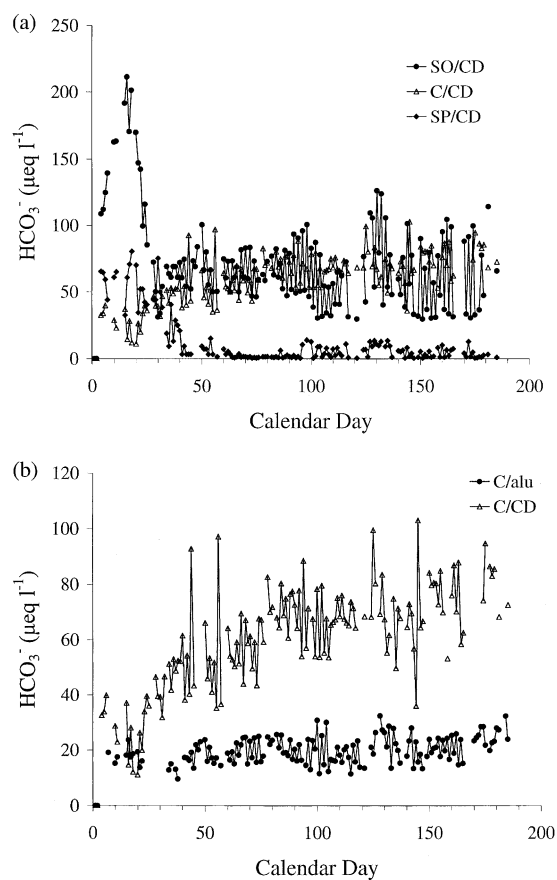 (a)
250
200
150
100
50
0
HCO₃⁻ (µeq l⁻¹)
SO/CD
C/CD
SP/CD
0 50 100 150 200
Calendar Day
(b)
120
100
80
60
40
20
0
HCO₃⁻ (µeq l⁻¹)
C/alu
C/CD
0 50 100 150 200
Calendar Day